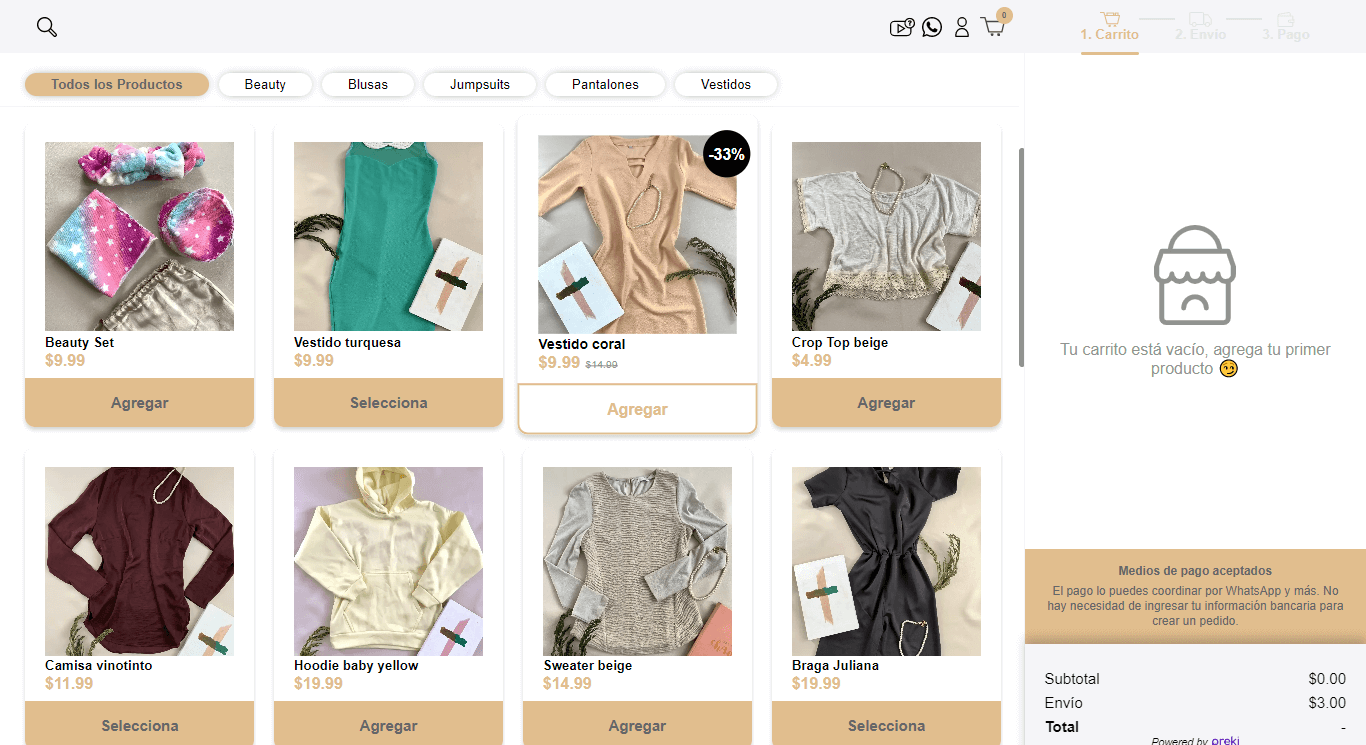 0
1. Carrito
2. Envío
3. Pago
Todos los Productos
Beauty
Blusas
Jumpsuits
Pantalones
Vestidos
-33%
Beauty Set
$9.99
Agregar
Vestido turquesa
$9.99
Selecciona
Vestido coral
$9.99 $14.99
Agregar
Crop Top beige
$4.99
Agregar
Camisa vinotinto
$11.99
Selecciona
Hoodie baby yellow
$19.99
Agregar
Sweater beige
$14.99
Agregar
Braga Juliana
$19.99
Selecciona
Tu carrito está vacío, agrega tu primer
producto 😏
Medios de pago aceptados
El pago lo puedes coordinar por WhatsApp y más. No
hay necesidad de ingresar tu información bancaria para
crear un pedido.
Subtotal $0.00
Envío $3.00
Total -
Powered by preki